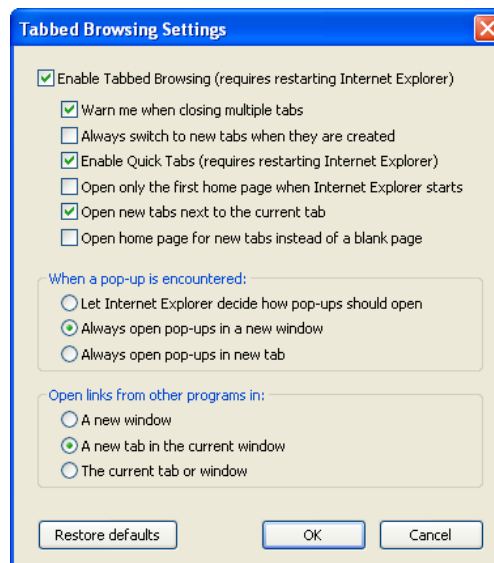 Tabbed Browsing Settings
Enable Tabbed Browsing (requires restarting Internet Explorer)
Warn me when closing multiple tabs
Always switch to new tabs when they are created
Enable Quick Tabs (requires restarting Internet Explorer)
Open only the first home page when Internet Explorer starts
Open new tabs next to the current tab
Open home page for new tabs instead of a blank page
When a pop-up is encountered:
Let Internet Explorer decide how pop-ups should open
Always open pop-ups in a new window
Always open pop-ups in new tab
Open links from other programs in:
A new window
A new tab in the current window
The current tab or window
Restore defaults OK Cancel